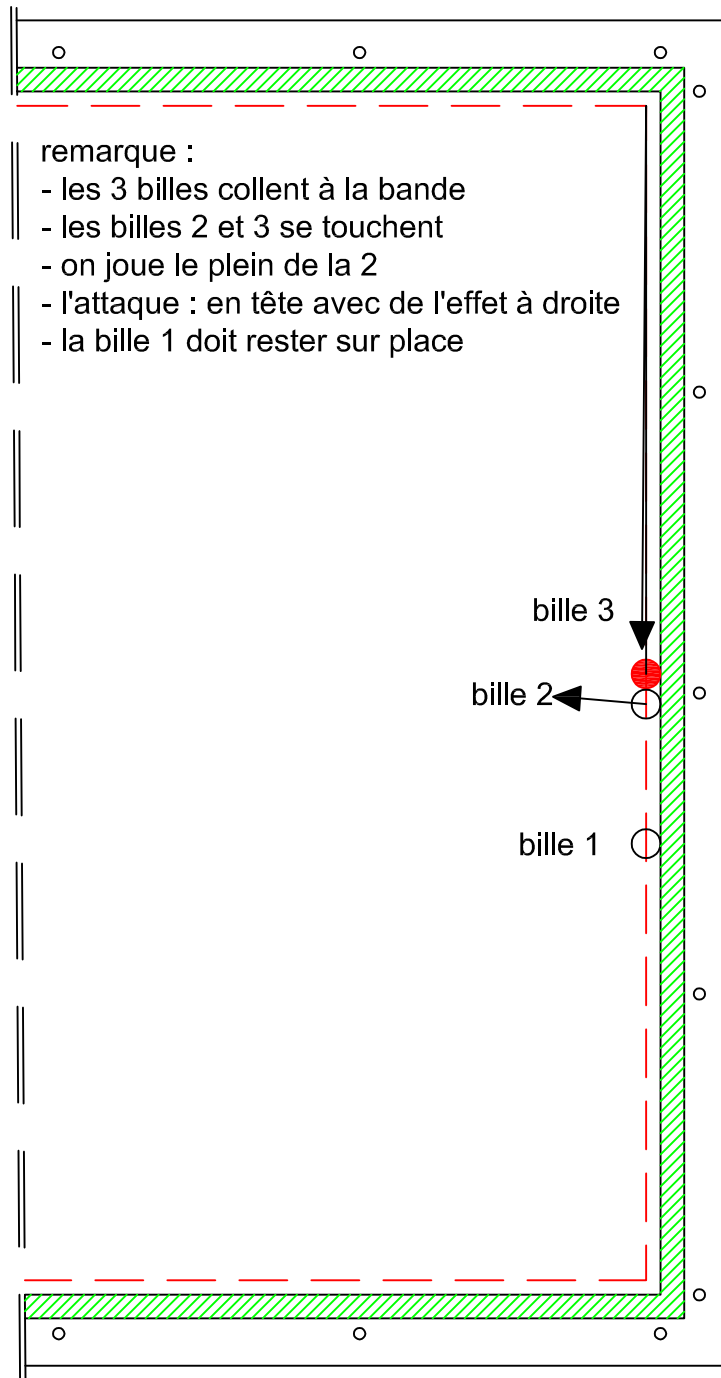 remarque :
- les 3 billes collent à la bande
- les billes 2 et 3 se touchent
- on joue le plein de la 2
- l'attaque : en tête avec de l'effet à droite
- la bille 1 doit rester sur place
bille 3
bille 2
bille 1